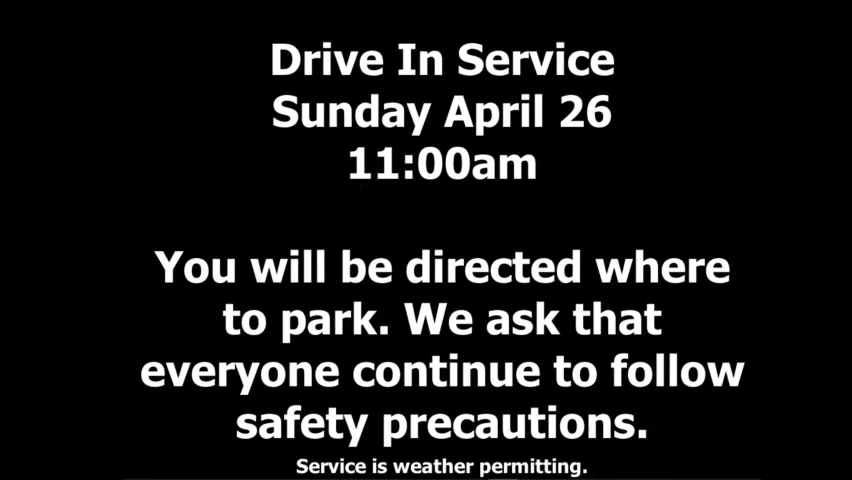 Drive In Service
Sunday April 26
11:00am
You will be directed where
to park. We ask that
everyone continue to follow
safety precautions.
Service is weather permitting.